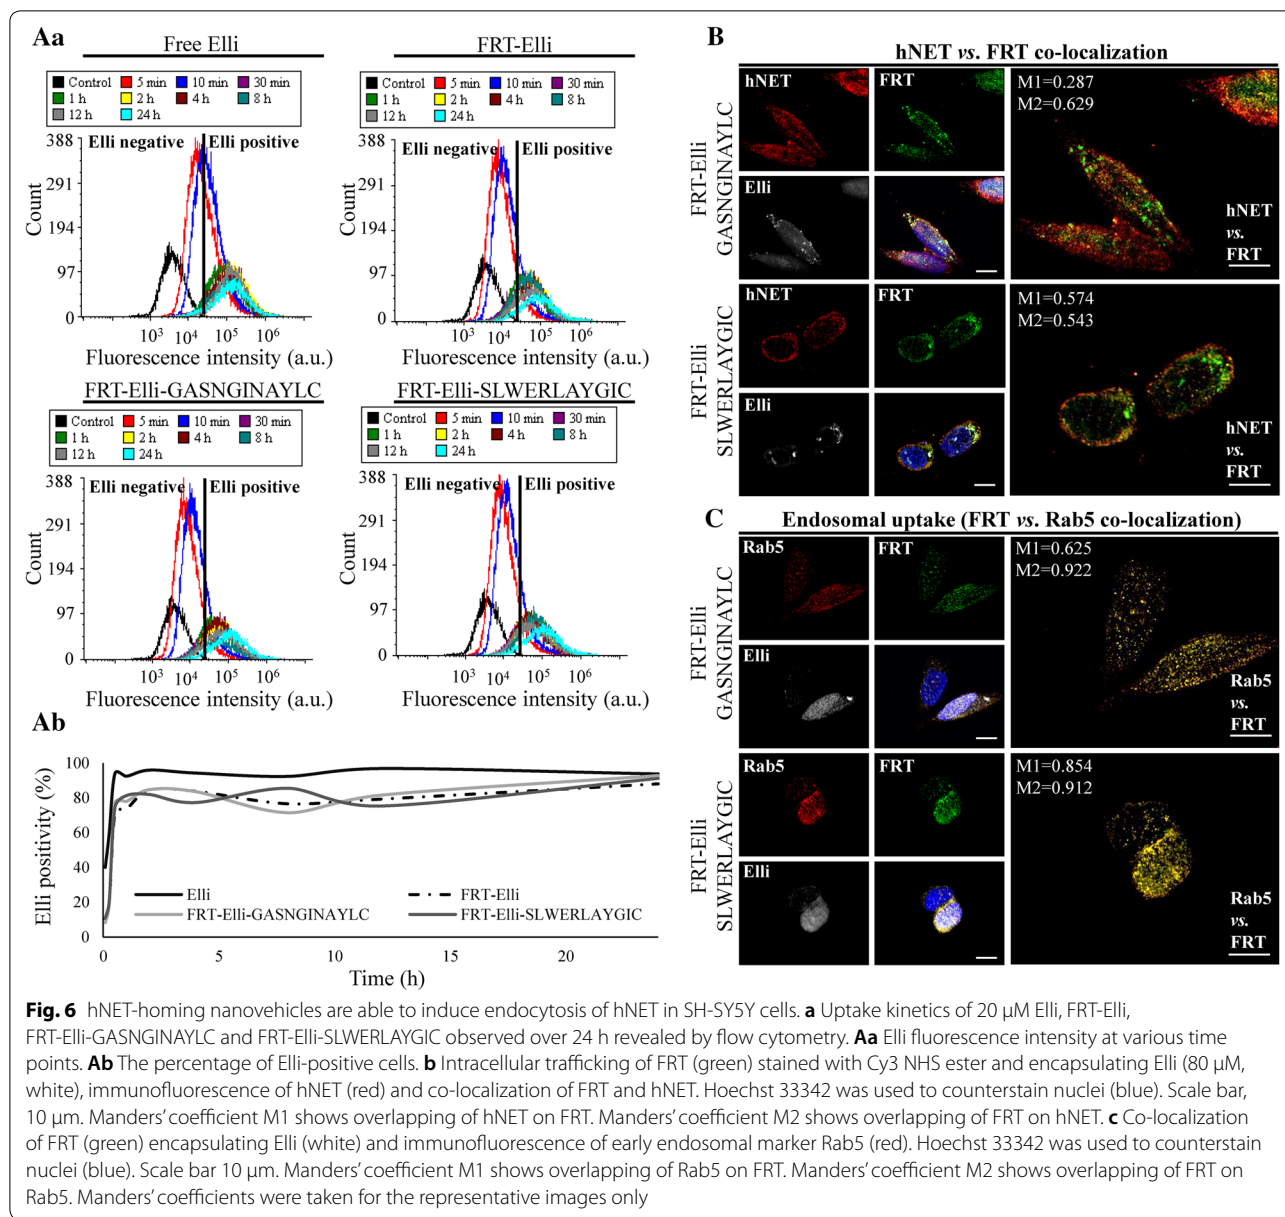 Aa
Free Elli
Control 5 min 10 min 30 min
1 h 2 h 4 h 8 h
12 h 24 h
388
291
194
97
0
Count
Elli negative Elli positive
10³ 10⁴ 10⁵ 10⁶
Fluorescence intensity (a.u.)
FRT-Elli
Control 5 min 10 min 30 min
1 h 2 h 4 h 8 h
12 h 24 h
388
291
194
97
0
Count
Elli negative Elli positive
10³ 10⁴ 10⁵ 10⁶
Fluorescence intensity (a.u.)
FRT-Elli-GASNGINAYLC
Control 5 min 10 min 30 min
1 h 2 h 4 h 8 h
12 h 24 h
388
291
194
97
0
Count
Elli negative Elli positive
10³ 10⁴ 10⁵ 10⁶
Fluorescence intensity (a.u.)
FRT-Elli-SLWERLAYGIC
Control 5 min 10 min 30 min
1 h 2 h 4 h 8 h
12 h 24 h
388
291
194
97
0
Count
Elli negative Elli positive
10³ 10⁴ 10⁵ 10⁶
Fluorescence intensity (a.u.)
Ab
Elli positivity (%)
100
80
60
40
20
0
Elli FRT-Elli
FRT-Elli-GASNGINAYLC FRT-Elli-SLWERLAYGIC
0 5 10 15 20
Time (h)
B
hNET vs. FRT co-localization
FRT-Elli
GASNGINAYLC
hNET
FRT
Elli
M1=0.287
M2=0.629
hNET
vs.
FRT
FRT-Elli
SLWERLAYGIC
hNET
FRT
Elli
M1=0.574
M2=0.543
hNET
vs.
FRT
C
Endosomal uptake (FRT vs. Rab5 co-localization)
FRT-Elli
GASNGINAYLC
Rab5
FRT
Elli
M1=0.625
M2=0.922
Rab5
vs.
FRT
FRT-Elli
SLWERLAYGIC
Rab5
FRT
Elli
M1=0.854
M2=0.912
Rab5
vs.
FRT
Fig. 6 hNET-homing nanovehicles are able to induce endocytosis of hNET in SH-SY5Y cells. a Uptake kinetics of 20 µM Elli, FRT-Elli,
FRT-Elli-GASNGINAYLC and FRT-Elli-SLWERLAYGIC observed over 24 h revealed by flow cytometry. Aa Elli fluorescence intensity at various time
points. Ab The percentage of Elli-positive cells. b Intracellular trafficking of FRT (green) stained with Cy3 NHS ester and encapsulating Elli (80 µM,
white), immunofluorescence of hNET (red) and co-localization of FRT and hNET. Hoechst 33342 was used to counterstain nuclei (blue). Scale bar,
10 µm. Manders' coefficient M1 shows overlapping of hNET on FRT. Manders' coefficient M2 shows overlapping of FRT on hNET. c Co-localization
of FRT (green) encapsulating Elli (white) and immunofluorescence of early endosomal marker Rab5 (red). Hoechst 33342 was used to counterstain
nuclei (blue). Scale bar 10 µm. Manders' coefficient M1 shows overlapping of Rab5 on FRT. Manders' coefficient M2 shows overlapping of FRT on
Rab5. Manders' coefficients were taken for the representative images only